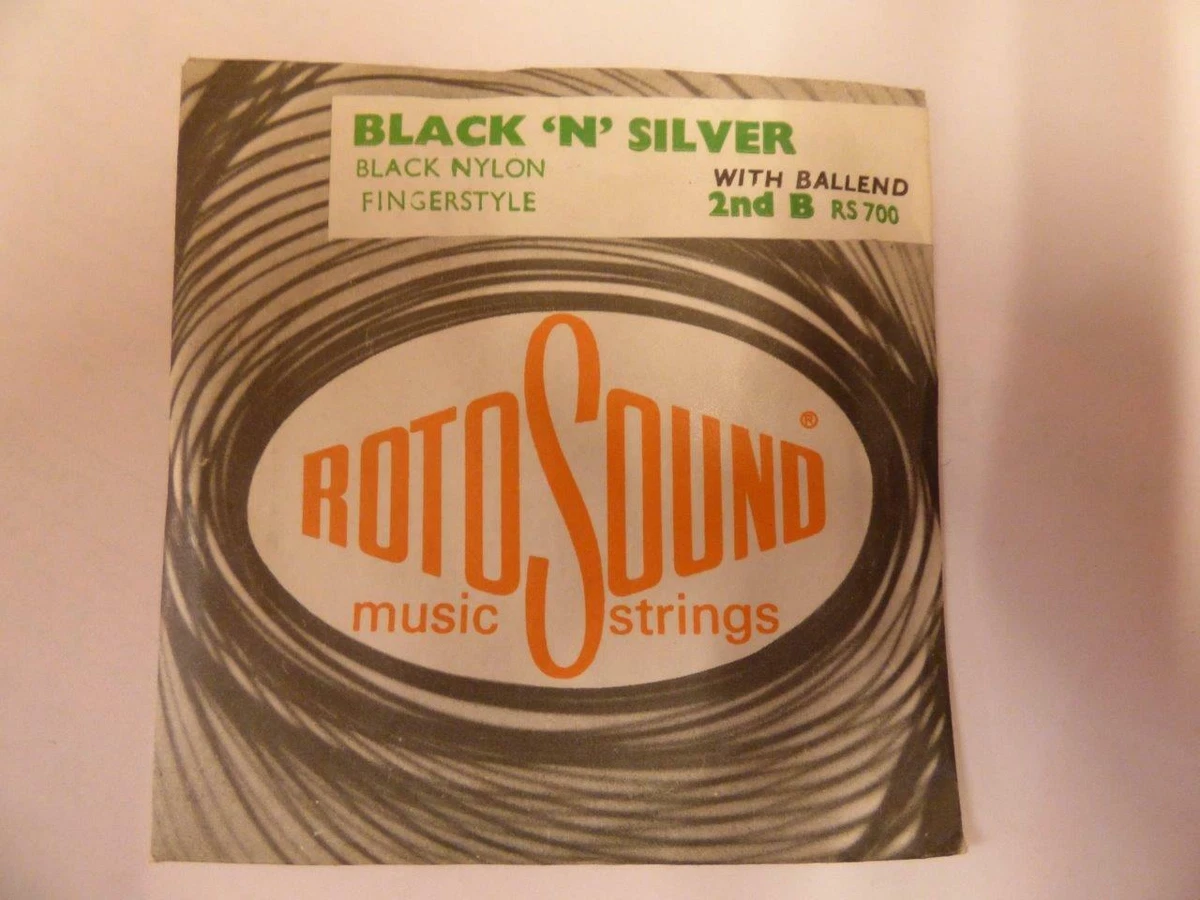 BLACK ‘N’ SILVER
BLACK NYLON
FINGERSTYLE
WITH BALLEND
2nd B RS 700
ROTOSOUND ®
music strings